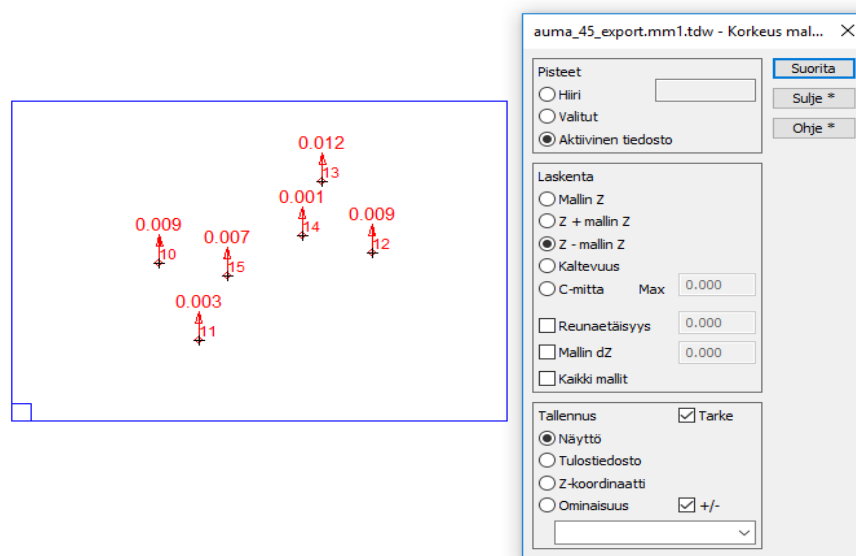 0.012
13
0.001
14
0.009
12
0.009
10
0.007
15
0.003
11
auma_45_export.mm1.tdw - Korkeus mal...
Pisteet
Hiiri
Valitut
Aktiivinen tiedosto
Suorita
Sulje *
Ohje *
Laskenta
Mallin Z
Z + mallin Z
Z - mallin Z
Kaltevuus
C-mitta Max 0.000
Reunaetäisyys 0.000
Mallin dZ 0.000
Kaikki mallit
Tallennus Tarke
Näyttö
Tulostiedosto
Z-koordinaatti
Ominaisuus +/-